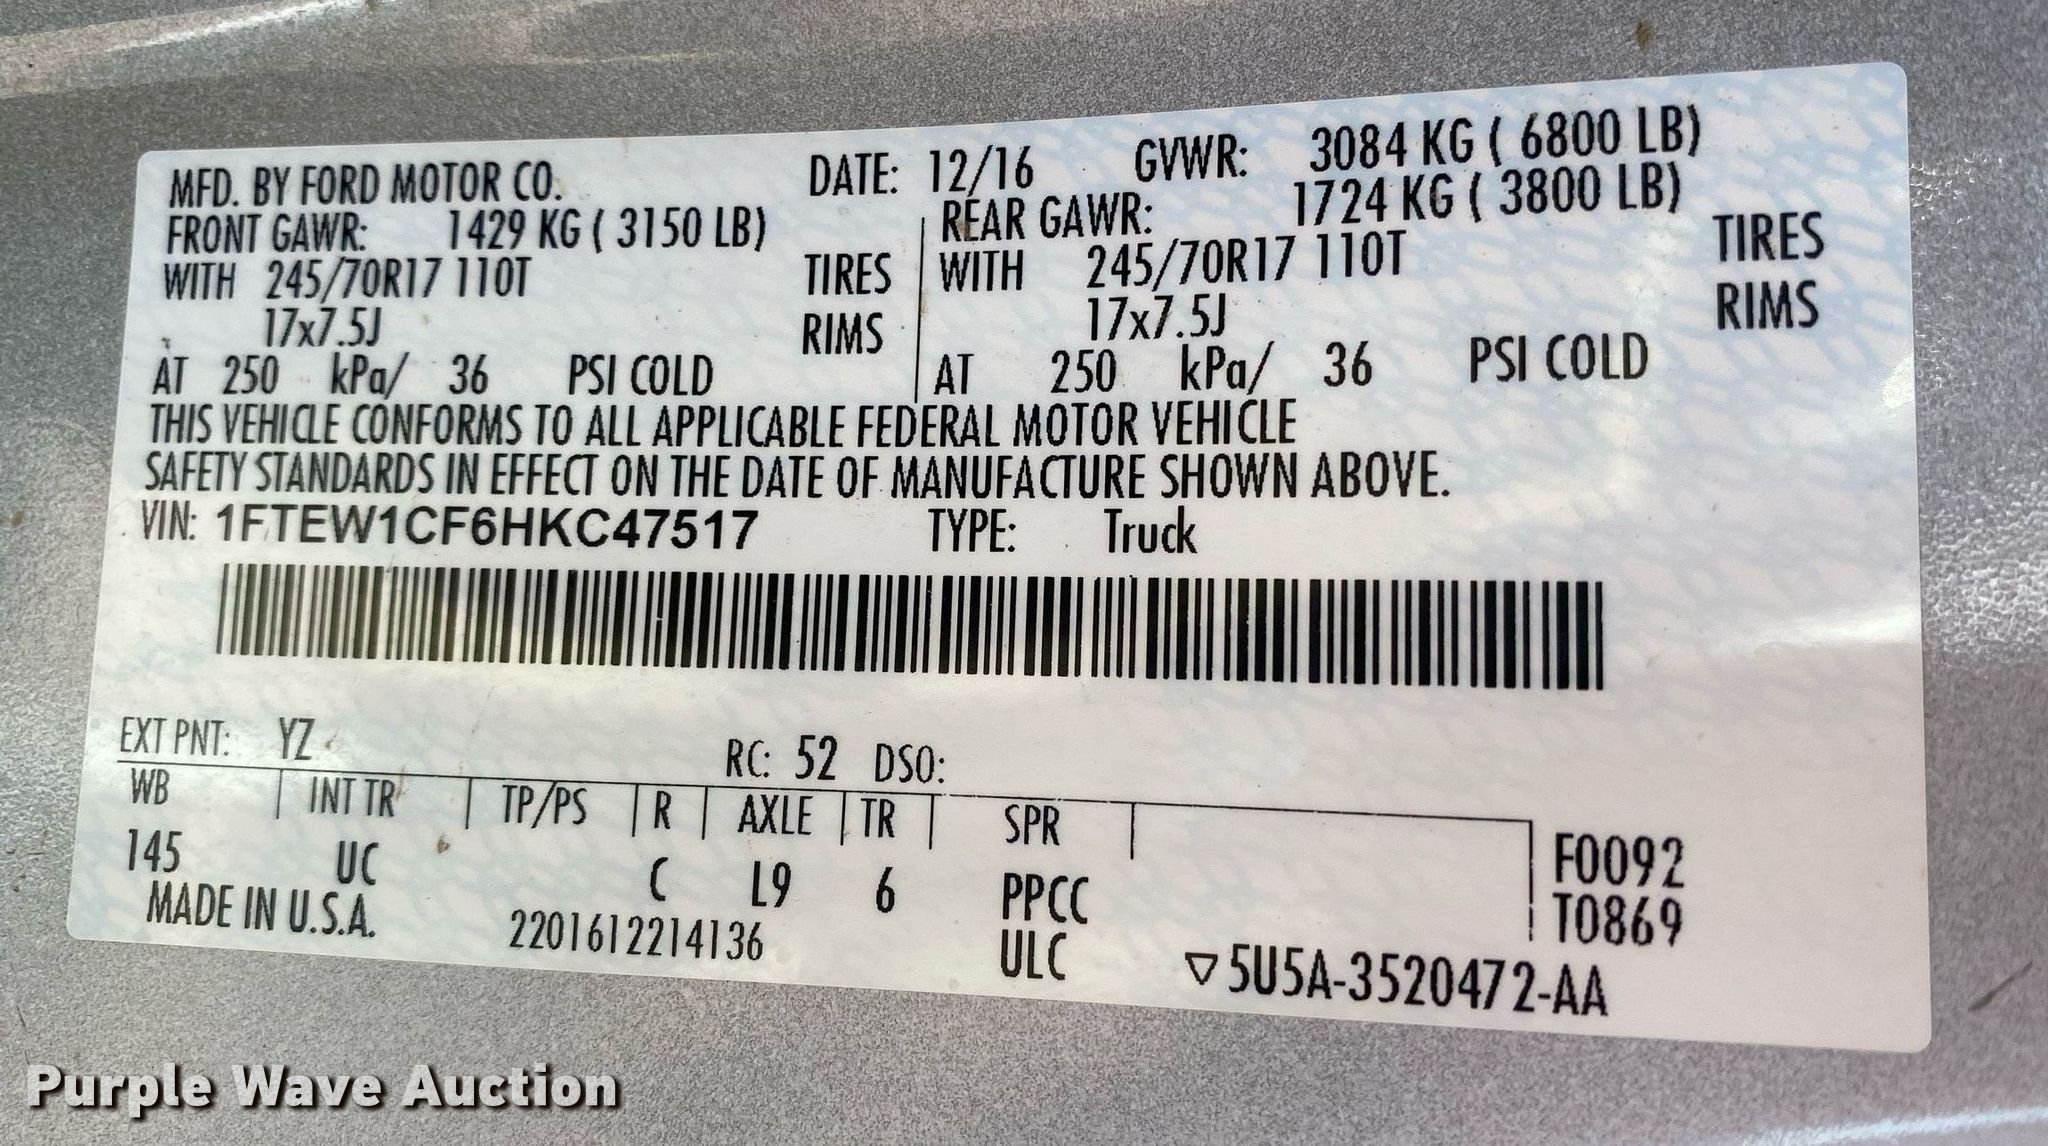 MFD. BY FORD MOTOR CO. DATE: 12/16 GVWR: 3084 KG ( 6800 LB)
FRONT GAWR: 1429 KG ( 3150 LB) REAR GAWR: 1724 KG ( 3800 LB)
WITH 245/70R17 110T TIRES WITH 245/70R17 110T TIRES
17x7.5J RIMS 17x7.5J RIMS
AT 250 kPa/ 36 PSI COLD AT 250 kPa/ 36 PSI COLD
THIS VEHICLE CONFORMS TO ALL APPLICABLE FEDERAL MOTOR VEHICLE
SAFETY STANDARDS IN EFFECT ON THE DATE OF MANUFACTURE SHOWN ABOVE.
VIN: 1FTEW1CF6HKC47517 TYPE: Truck
EXT PNT: YZ RC: 52 DSO:
WB INT TR TP/PS R AXLE TR SPR
145 UC C L9 6 PPCC F0092
MADE IN U.S.A. 2201612214136 ULC T0869
▽5U5A-3520472-AA
Purple Wave Auction